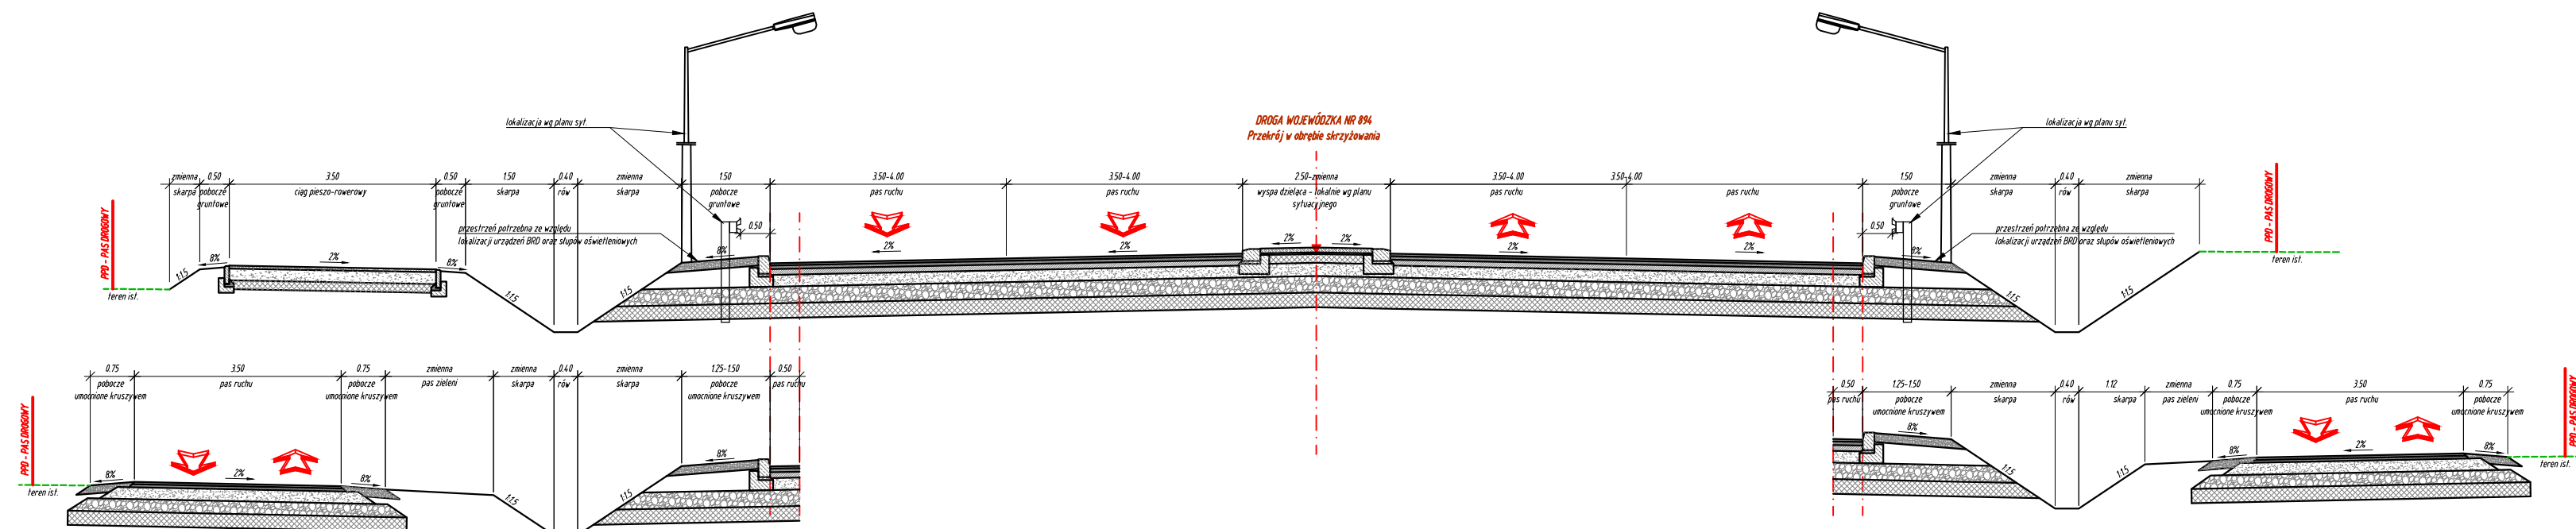 DROGA WOJEWÓDZKA NR 894
Przekrój w obrębie skrzyżowania
lokalizacja wg planu syt.
lokalizacja wg planu syt.
zmienna 0.50 3.50 0.50 1.50 0.40 zmienna 1.50 3.50-4.00 3.50-4.00 2.50-zmienna 3.50-4.00 3.50-4.00 1.50 zmienna 0.40 zmienna
skarpa pobocze gruntowe ciąg pieszo-rowerowy pobocze gruntowe skarpa rów skarpa pobocze gruntowe pas ruchu pas ruchu wyspa dzieląca - lokalnie wg planu sytuacyjnego pas ruchu pas ruchu pobocze gruntowe skarpa rów skarpa
PPD - PAS DROGOWY
PPD - PAS DROGOWY
przestrzeń potrzebna ze względu
lokalizacji urządzeń BRD oraz słupów oświetleniowych
0.50
0.50
przestrzeń potrzebna ze względu
lokalizacji urządzeń BRD oraz słupów oświetleniowych
1:1.5 8% 2% 8% 1:1.5 1:1.5 8% 2% 2% 2% 2% 2% 2% 8% 1:1.5 1:1.5
teren ist.
teren ist.
0.75 3.50 0.75 zmienna zmienna 0.40 zmienna 1.25-1.50 0.50
pobocze umocnione kruszywem pas ruchu pobocze umocnione kruszywem pas zieleni skarpa rów skarpa pobocze umocnione kruszywem pas ruchu
PPD - PAS DROGOWY
8% 2% 8% 1:1.5 1:1.5 8%
teren ist.
0.50 1.25-1.50 zmienna 0.40 1.12 zmienna 0.75 3.50 0.75
pas ruchu pobocze umocnione kruszywem skarpa rów skarpa pas zieleni pobocze umocnione kruszywem pas ruchu pobocze umocnione kruszywem
PPD - PAS DROGOWY
8% 1:1.5 1:1.5 8% 2% 8%
teren ist.